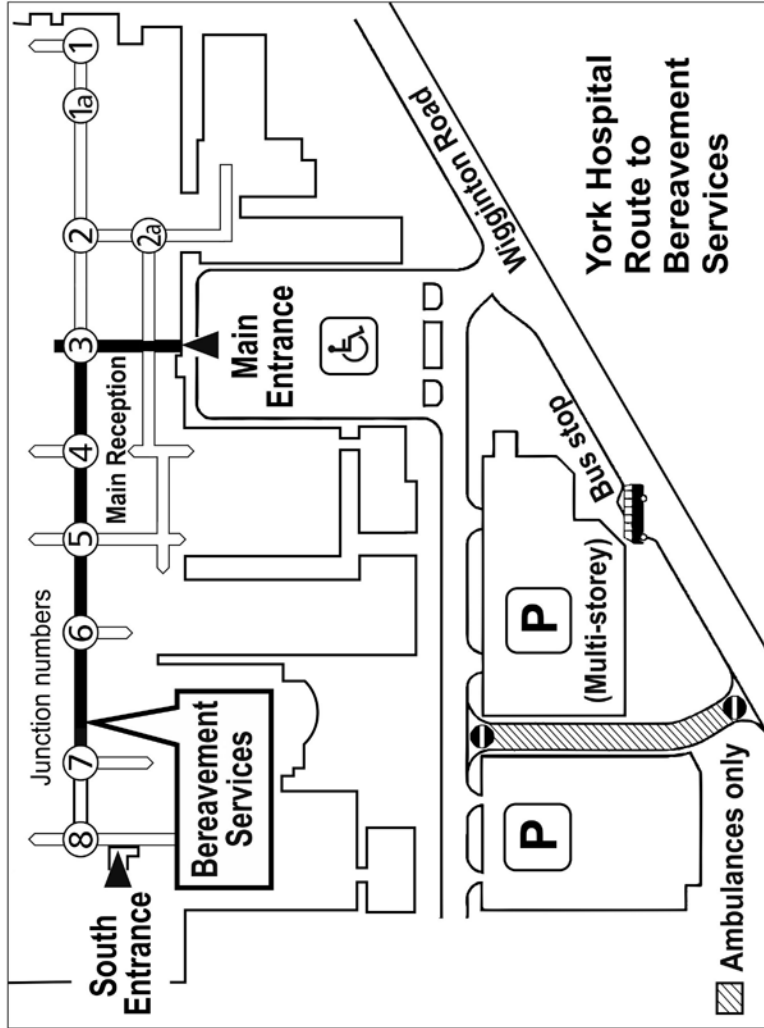 York Hospital
Route to
Bereavement
Services
Wigginton Road
Bus stop
(Multi-storey)
P
P
Ambulances only
Main
Entrance
Main Reception
Junction numbers
Bereavement
Services
South
Entrance
8
7
6
5
4
3
2
2a
1a
1